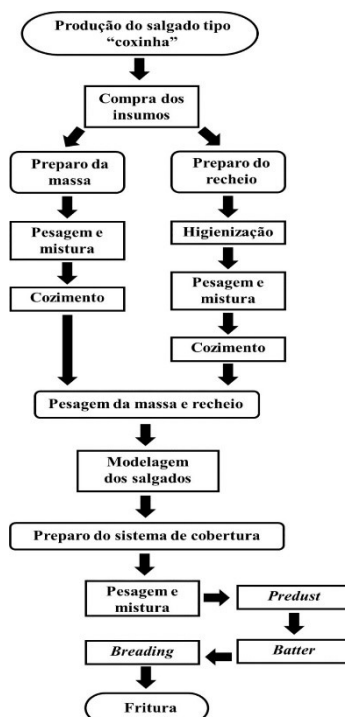 Produção do salgado tipo
“coxinha”
Compra dos
insumos
Preparo da
massa
Preparo do
recheio
Pesagem e
mistura
Higienização
Cozimento
Pesagem e
mistura
Cozimento
Pesagem da massa e recheio
Modelagem
dos salgados
Preparo do sistema de cobertura
Pesagem e
mistura
Predust
Batter
Breading
Fritura